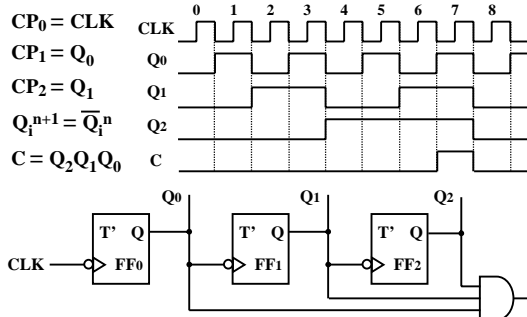 CP₀ = CLK
CP₁ = Q₀
CP₂ = Q₁
Qᵢⁿ⁺¹ = Q̅ᵢⁿ
C = Q₂Q₁Q₀
0 1 2 3 4 5 6 7 8
CLK
Q₀
Q₁
Q₂
C
Q₀ Q₁ Q₂
T' Q T' Q T' Q
CLK FF₀ FF₁ FF₂